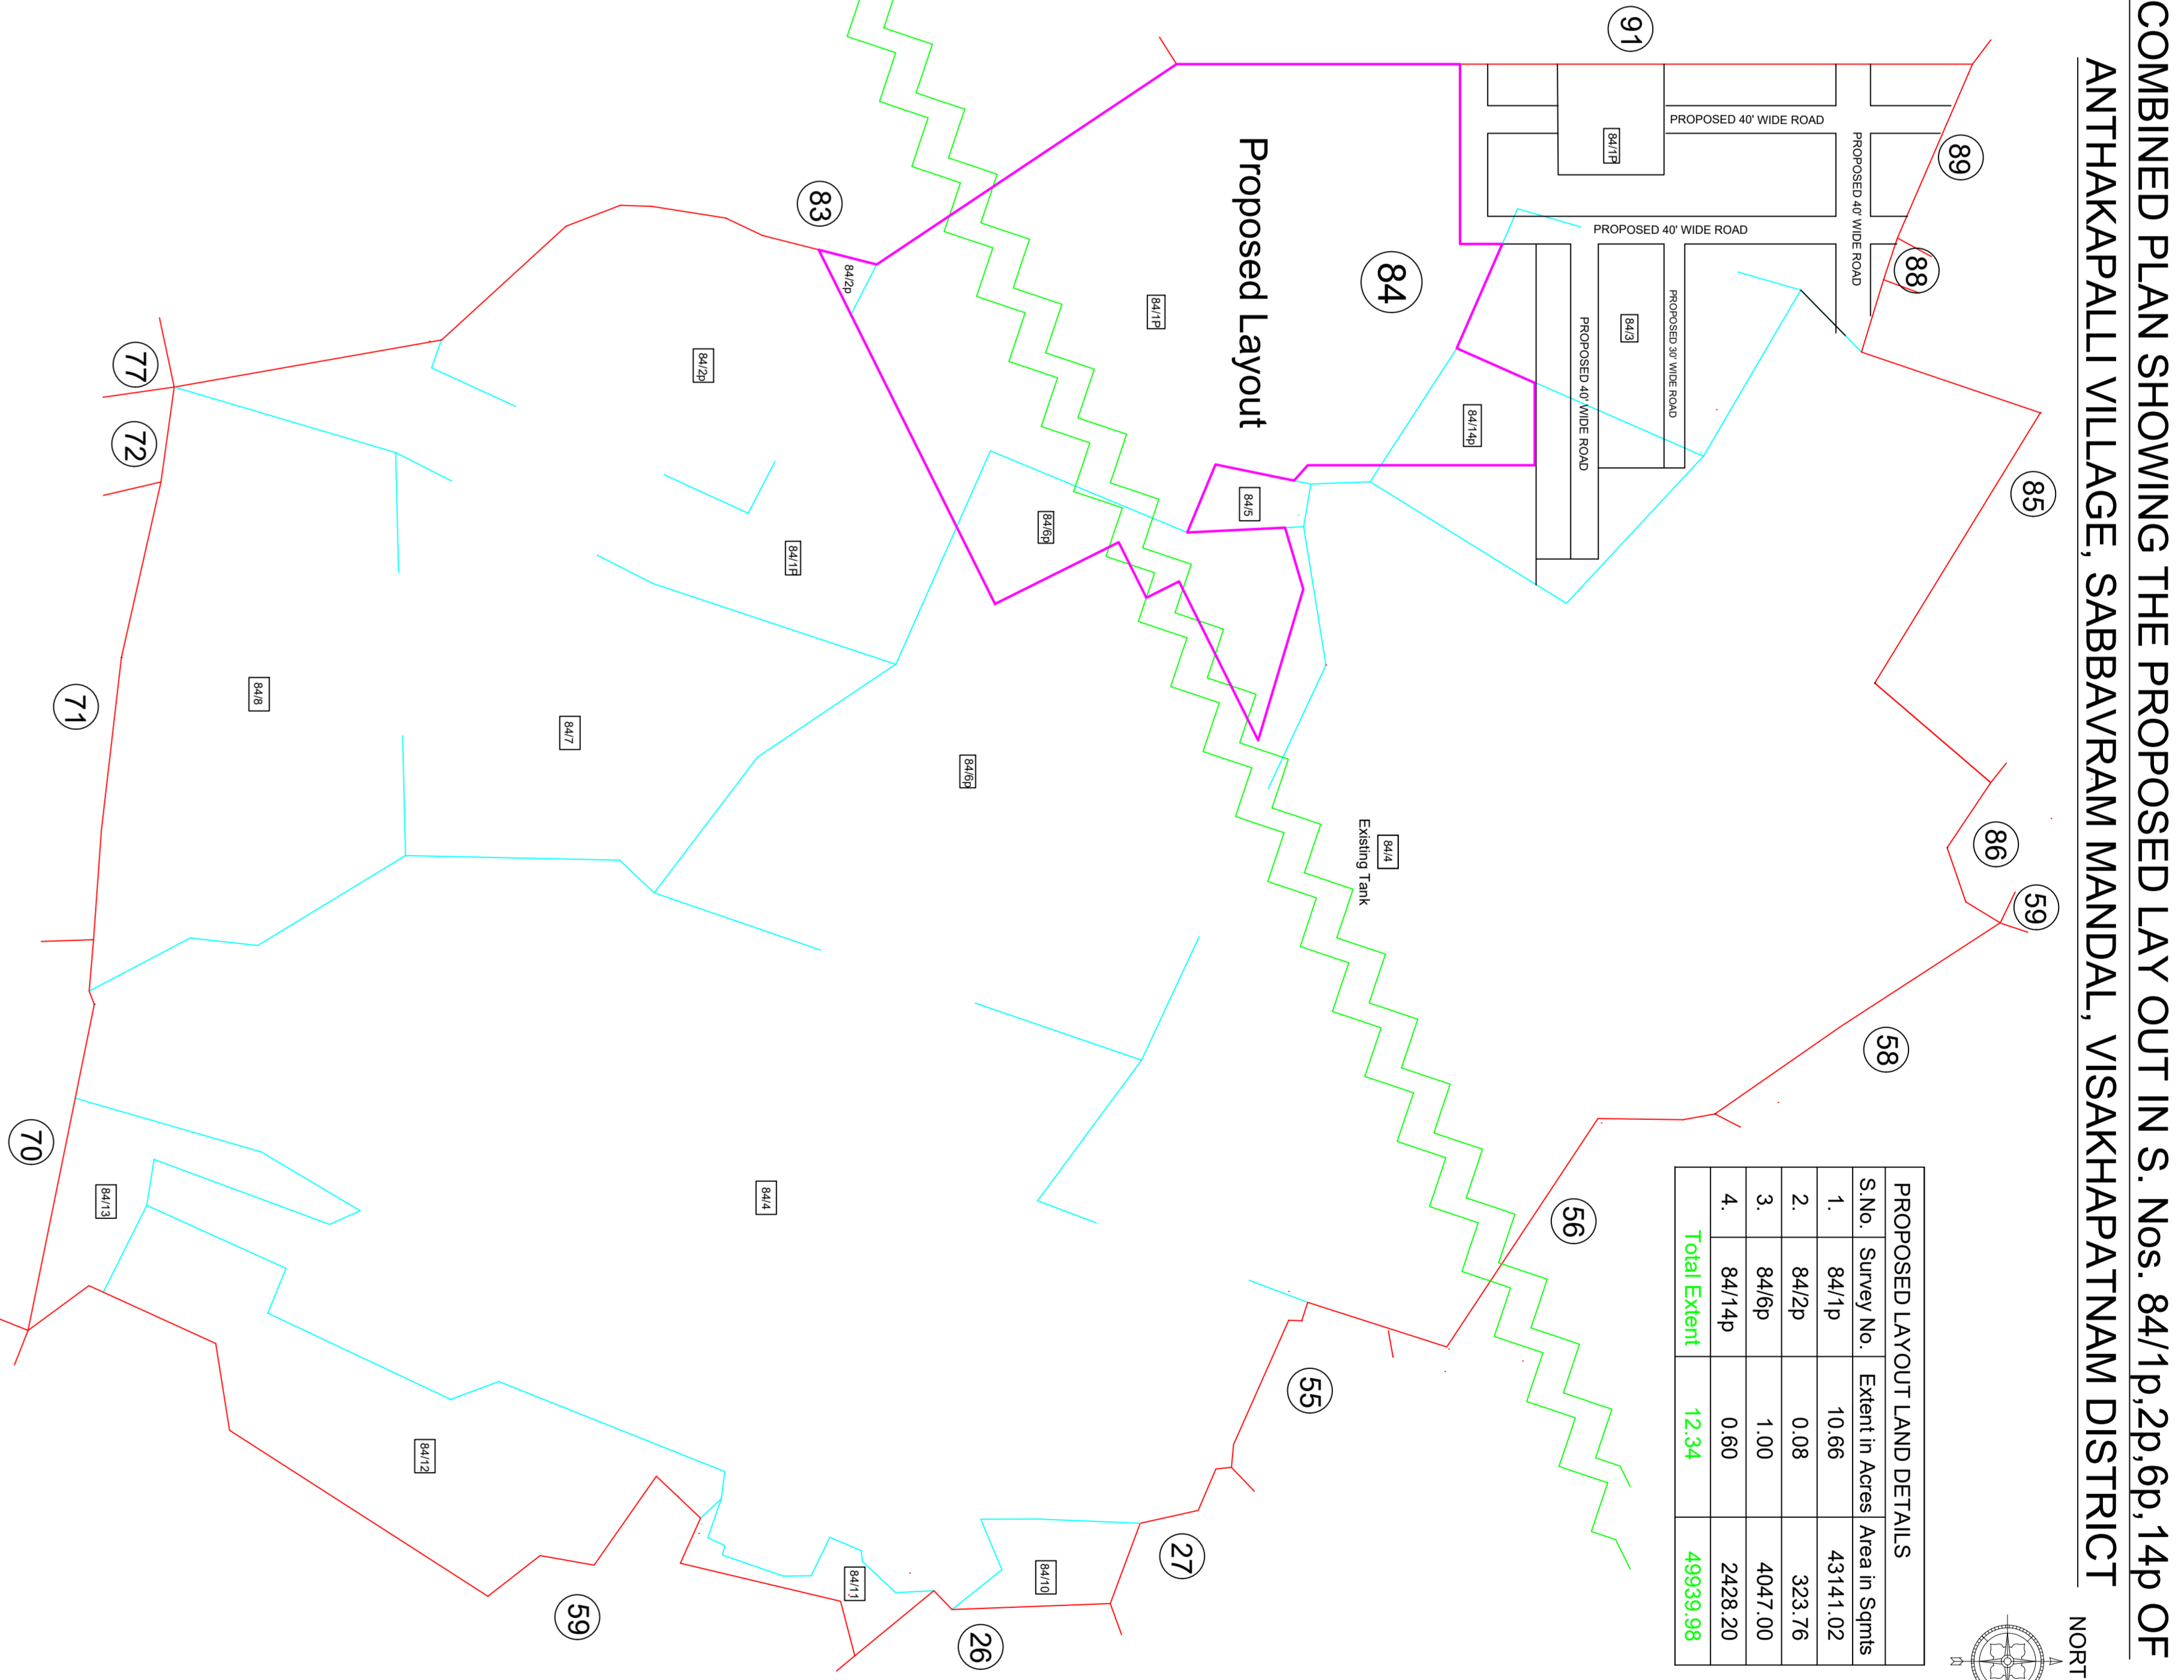 COMBINED PLAN SHOWING THE PROPOSED LAY OUT IN S. Nos. 84/1p,2p,6p,14p OF
ANTHAKAPALLI VILLAGE, SABBAVRAM MANDAL, VISAKHAPATNAM DISTRICT
NORT
PROPOSED LAYOUT LAND DETAILS
S.No. Survey No. Extent in Acres Area in Sqmts
1. 84/1p 10.66 43141.02
2. 84/2p 0.08 323.76
3. 84/6p 1.00 4047.00
4. 84/14p 0.60 2428.20
Total Extent 12.34 49939.98
91
89
88
85
86
59
58
56
55
27
26
59
70
71
72
77
83
84
PROPOSED 40' WIDE ROAD
PROPOSED 40' WIDE ROAD
PROPOSED 40' WIDE ROAD
PROPOSED 30' WIDE ROAD
PROPOSED 40' WIDE ROAD
84/1P
84/3
84/14p
Proposed Layout
84/1P
84/5
84/2p
84/6p
84/2p
84/1P
84/4
Existing Tank
84/6p
84/7
84/8
84/4
84/13
84/12
84/11
84/10